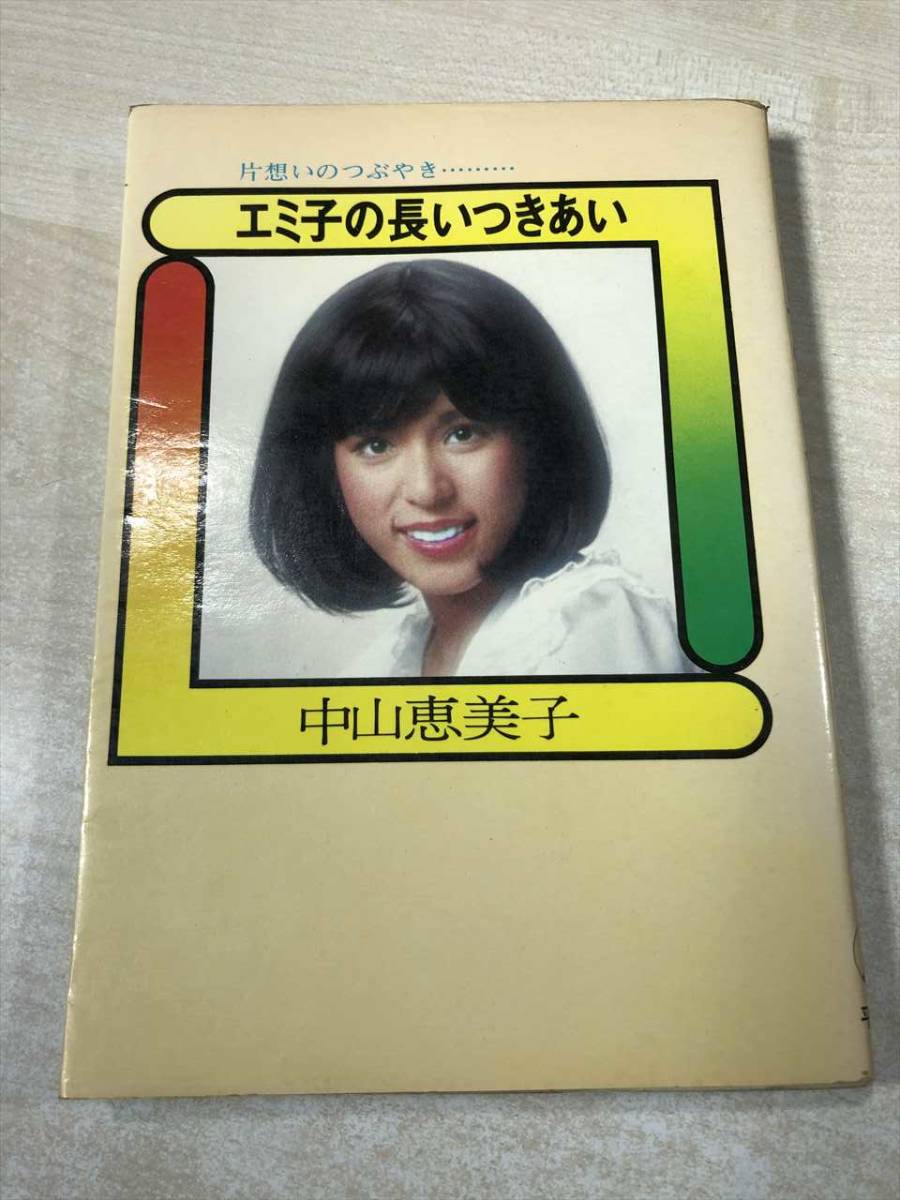 片想いのつぶやき………
エミ子の長いつきあい
中山恵美子